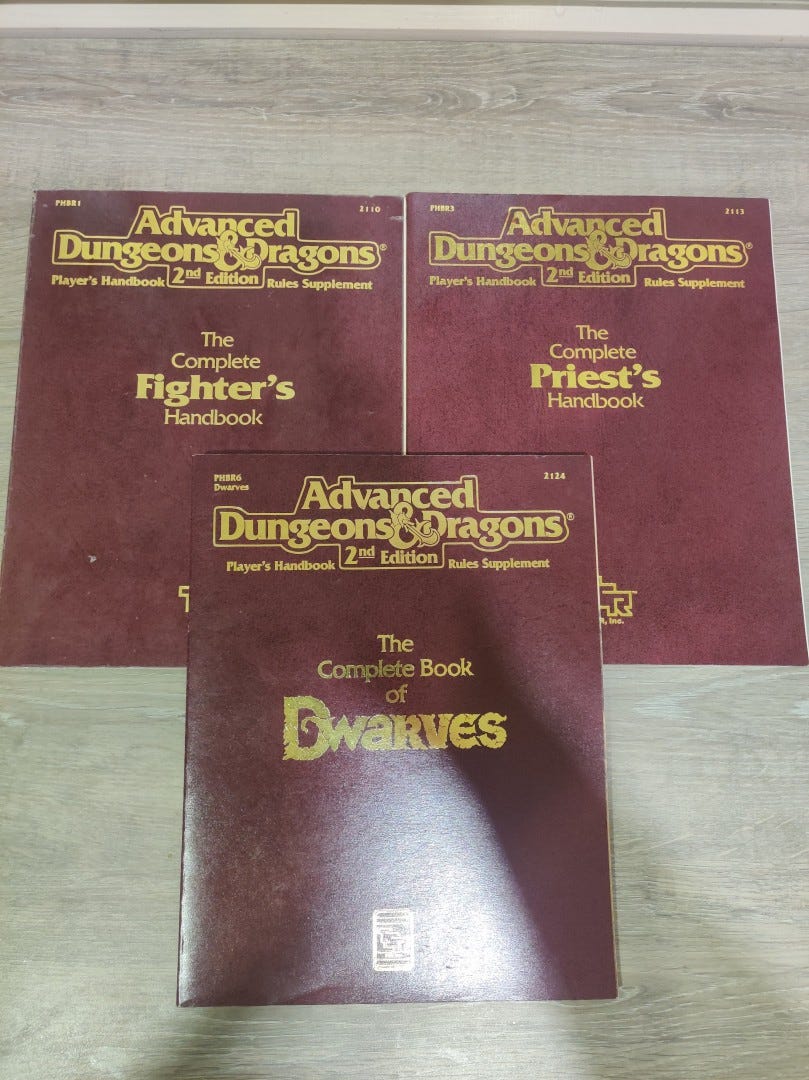 PHBR1 2110
Advanced
Dungeons & Dragons®
Player's Handbook 2nd Edition Rules Supplement
The
Complete
Fighter's
Handbook
PHBR3 2113
Advanced
Dungeons & Dragons®
Player's Handbook 2nd Edition Rules Supplement
The
Complete
Priest's
Handbook
PHBR6 2124
Dwarves
Advanced
Dungeons & Dragons®
Player's Handbook 2nd Edition Rules Supplement
The
Complete Book
of
Dwarves